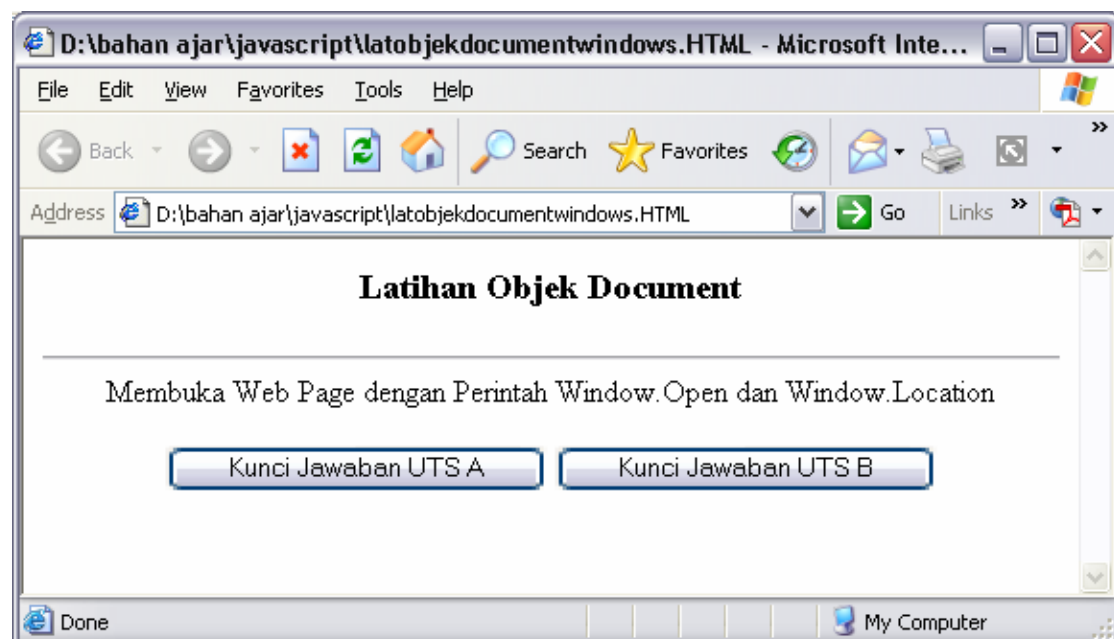 D:\bahan ajar\javascript\latobjekdocumentwindows.HTML - Microsoft Inte...
File Edit View Favorites Tools Help
Back Search Favorites »
Address D:\bahan ajar\javascript\latobjekdocumentwindows.HTML Go Links »
Latihan Objek Document
Membuka Web Page dengan Perintah Window.Open dan Window.Location
Kunci Jawaban UTS A Kunci Jawaban UTS B
Done My Computer